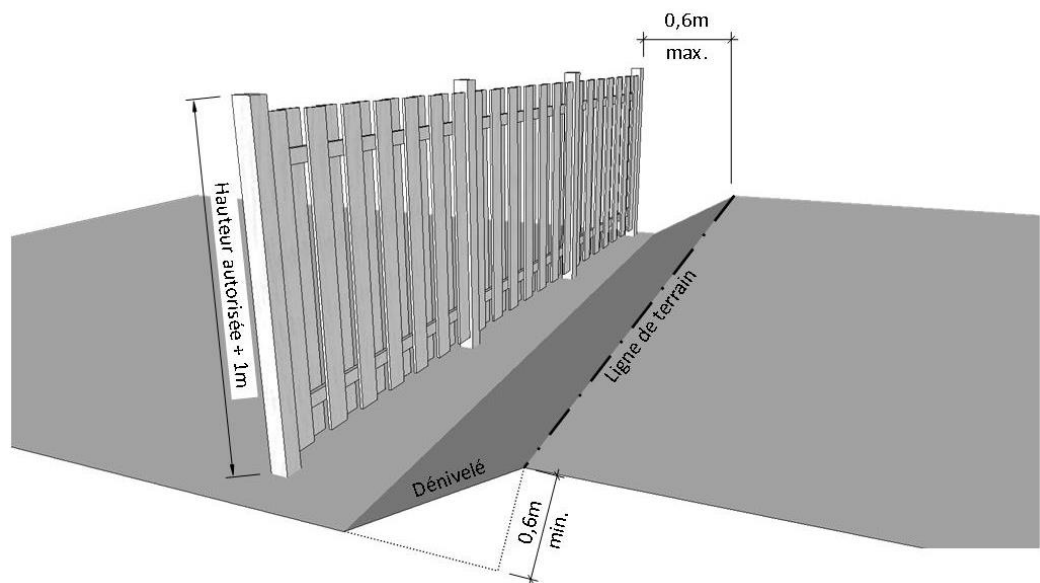 0,6m
max.
Hauteur autorisée + 1m
Ligne de terrain
Dénivelé
0,6m
min.